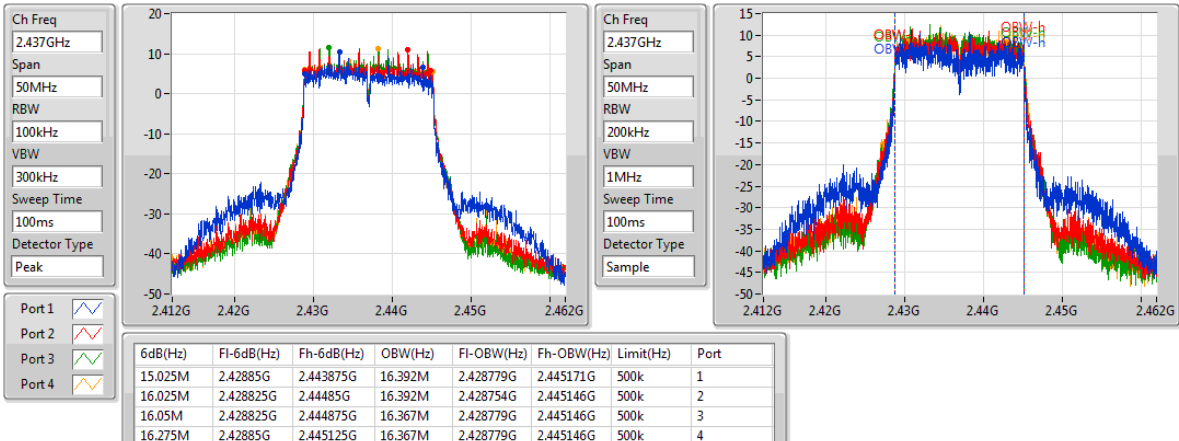 Ch Freq
2.437GHz
Span
50MHz
RBW
100kHz
VBW
300kHz
Sweep Time
100ms
Detector Type
Peak
20
10
0
-10
-20
-30
-40
-50
2.412G 2.42G 2.43G 2.44G 2.45G 2.462G
Ch Freq
2.437GHz
Span
50MHz
RBW
200kHz
VBW
1MHz
Sweep Time
100ms
Detector Type
Sample
15
10
5
0
-5
-10
-15
-20
-25
-30
-35
-40
-45
-50
OBW-h
OBW-h
OBW-h
2.412G 2.42G 2.43G 2.44G 2.45G 2.462G
Port 1
Port 2
Port 3
Port 4
6dB(Hz) Fl-6dB(Hz) Fh-6dB(Hz) OBW(Hz) Fl-OBW(Hz) Fh-OBW(Hz) Limit(Hz) Port
15.025M 2.42885G 2.443875G 16.392M 2.428779G 2.445171G 500k 1
16.025M 2.428825G 2.44485G 16.392M 2.428754G 2.445146G 500k 2
16.05M 2.428825G 2.444875G 16.367M 2.428779G 2.445146G 500k 3
16.275M 2.42885G 2.445125G 16.367M 2.428779G 2.445146G 500k 4